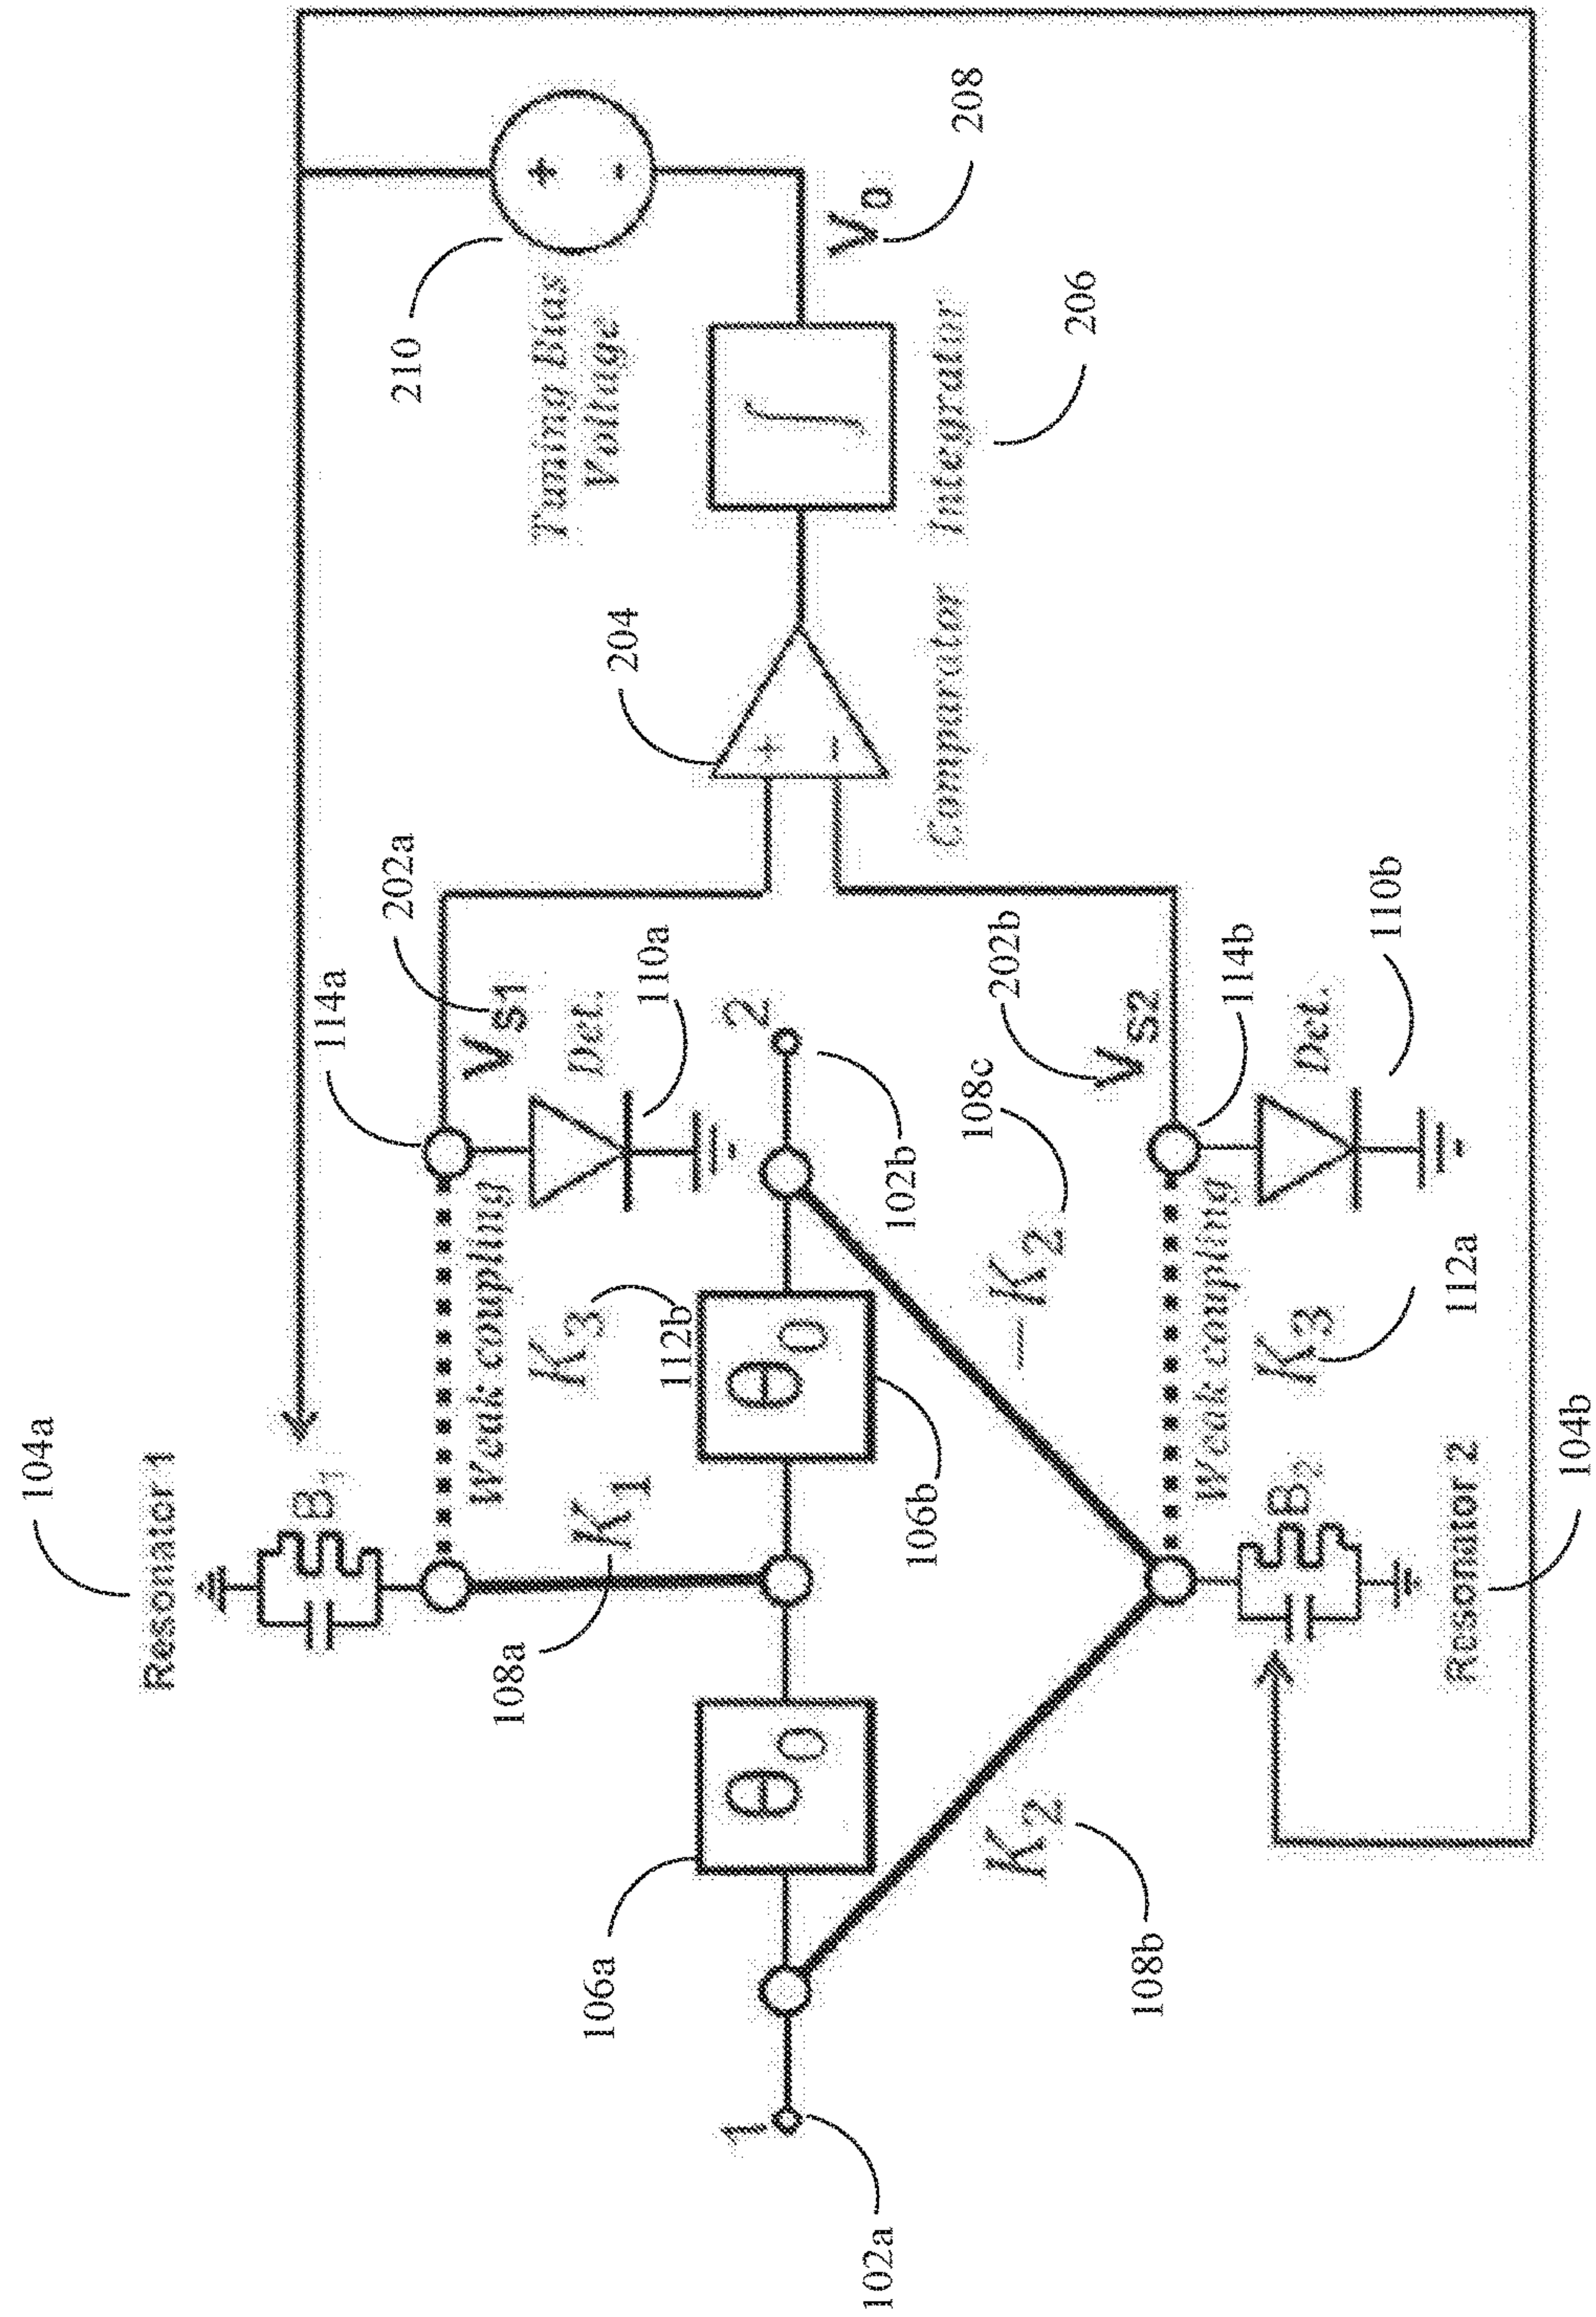 104a
Resonator 1
B1
114a
202a
VS1
Det.
110a
Weak coupling
K3
112b
108a
K1
210
+
-
Tuning Bias
Voltage
204
+
-
Comparator
∫
Integrator
206
V0
208
1
102a
106a
θ0
θ0
106b
2
102b
K2
108b
–K2
108c
202b
VS2
114b
Det.
110b
Weak coupling
K3
112a
B2
Resonator 2
104b